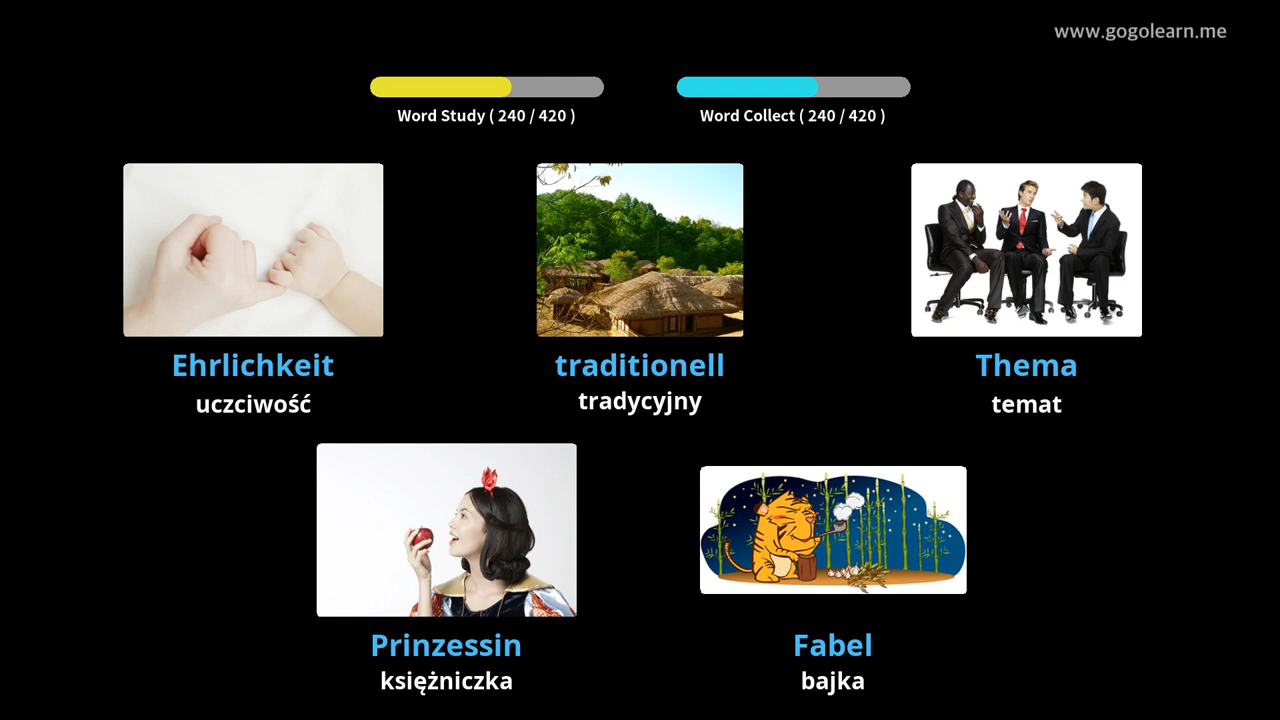 www.gogolearn.me
Word Study ( 240 / 420 )
Word Collect ( 240 / 420 )
Ehrlichkeit
uczciwość
traditionell
tradycyjny
Thema
temat
Prinzessin
księżniczka
Fabel
bajka